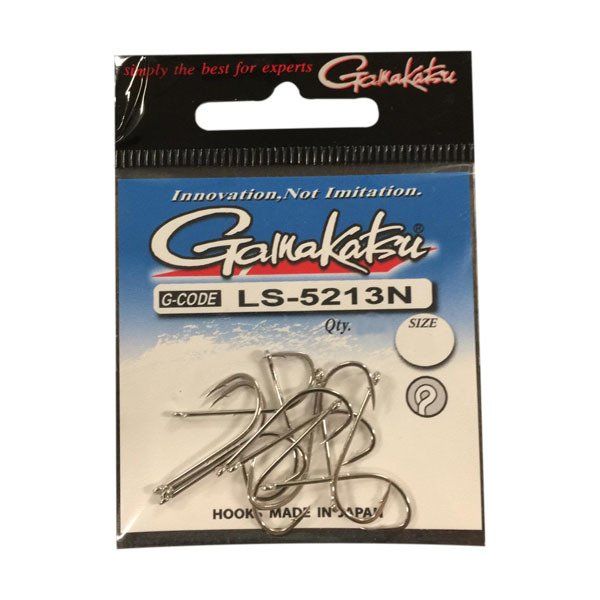 simply the best for experts Gamakatsu
Innovation, Not Imitation.
Gamakatsu®
G-CODE LS-5213N
Qty. SIZE
HOOKS MADE IN JAPAN